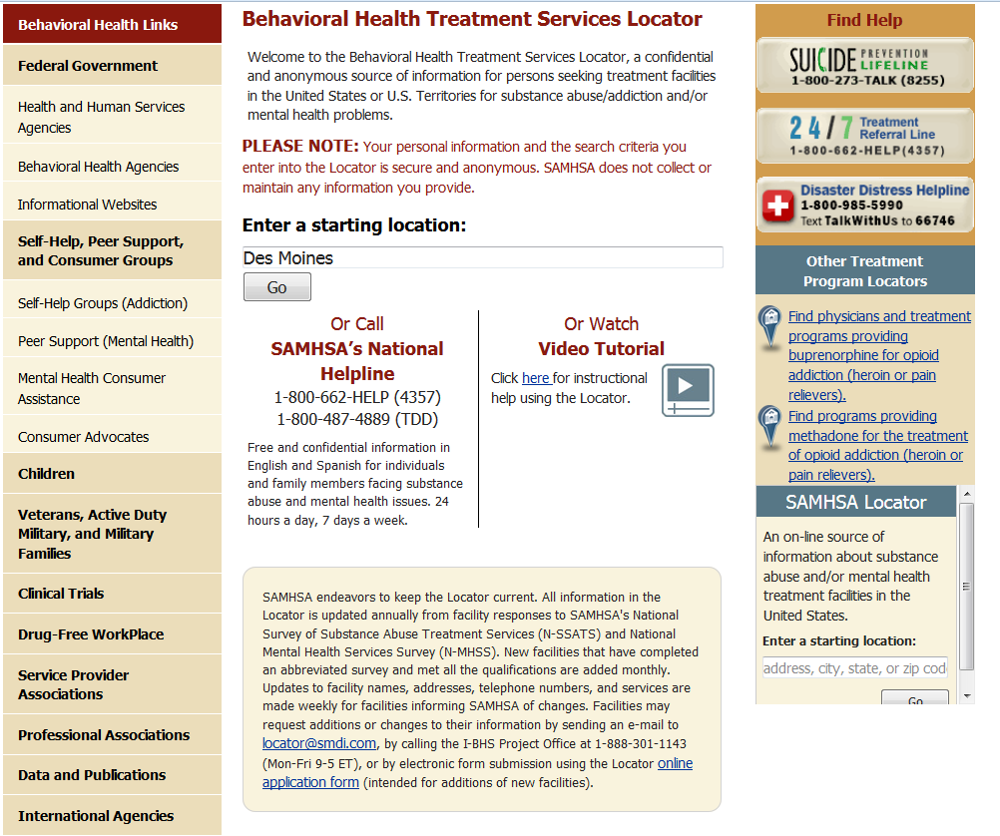 Behavioral Health Links
Federal Government
Health and Human Services
Agencies
Behavioral Health Agencies
Informational Websites
Self-Help, Peer Support,
and Consumer Groups
Self-Help Groups (Addiction)
Peer Support (Mental Health)
Mental Health Consumer
Assistance
Consumer Advocates
Children
Veterans, Active Duty
Military, and Military
Families
Clinical Trials
Drug-Free WorkPlace
Service Provider
Associations
Professional Associations
Data and Publications
International Agencies
Behavioral Health Treatment Services Locator
Welcome to the Behavioral Health Treatment Services Locator, a confidential
and anonymous source of information for persons seeking treatment facilities
in the United States or U.S. Territories for substance abuse/addiction and/or
mental health problems.
PLEASE NOTE: Your personal information and the search criteria you
enter into the Locator is secure and anonymous. SAMHSA does not collect or
maintain any information you provide.
Enter a starting location:
Des Moines
Go
Or Call
SAMHSA's National
Helpline
1-800-662-HELP (4357)
1-800-487-4889 (TDD)
Free and confidential information in
English and Spanish for individuals
and family members facing substance
abuse and mental health issues. 24
hours a day, 7 days a week.
Or Watch
Video Tutorial
Click here for instructional
help using the Locator.
SAMHSA endeavors to keep the Locator current. All information in the
Locator is updated annually from facility responses to SAMHSA's National
Survey of Substance Abuse Treatment Services (N-SSATS) and National
Mental Health Services Survey (N-MHSS). New facilities that have completed
an abbreviated survey and met all the qualifications are added monthly.
Updates to facility names, addresses, telephone numbers, and services are
made weekly for facilities informing SAMHSA of changes. Facilities may
request additions or changes to their information by sending an e-mail to
locator@smdi.com, by calling the I-BHS Project Office at 1-888-301-1143
(Mon-Fri 9-5 ET), or by electronic form submission using the Locator online
application form (intended for additions of new facilities).
Find Help
SUICIDE PREVENTION
LIFELINE
1-800-273-TALK (8255)
24/7 Treatment
Referral Line
1-800-662-HELP(4357)
Disaster Distress Helpline
1-800-985-5990
Text TalkWithUs to 66746
Other Treatment
Program Locators
Find physicians and treatment
programs providing
buprenorphine for opioid
addiction (heroin or pain
relievers).
Find programs providing
methadone for the treatment
of opioid addiction (heroin or
pain relievers).
SAMHSA Locator
An on-line source of
information about substance
abuse and/or mental health
treatment facilities in the
United States.
Enter a starting location:
address, city, state, or zip cod
Go